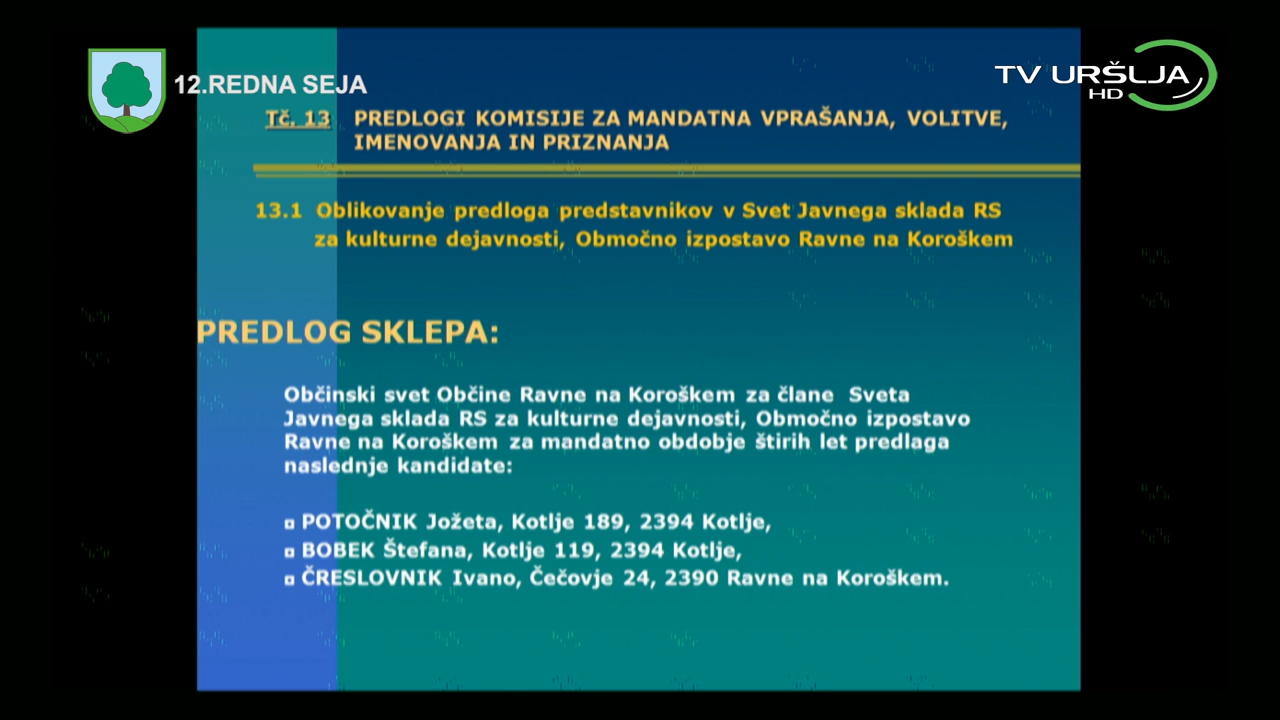 12.REDNA SEJA
TV URŠLJA
HD
Tč. 13 PREDLOGI KOMISIJE ZA MANDATNA VPRAŠANJA, VOLITVE,
IMENOVANJA IN PRIZNANJA
13.1 Oblikovanje predloga predstavnikov v Svet Javnega sklada RS
za kulturne dejavnosti, Območno izpostavo Ravne na Koroškem
PREDLOG SKLEPA:
Občinski svet Občine Ravne na Koroškem za člane Sveta
Javnega sklada RS za kulturne dejavnosti, Območno izpostavo
Ravne na Koroškem za mandatno obdobje štirih let predlaga
naslednje kandidate:
POTOČNIK Jožeta, Kotlje 189, 2394 Kotlje,
BOBEK Štefana, Kotlje 119, 2394 Kotlje,
ČRESLOVNIK Ivano, Čečovje 24, 2390 Ravne na Koroškem.